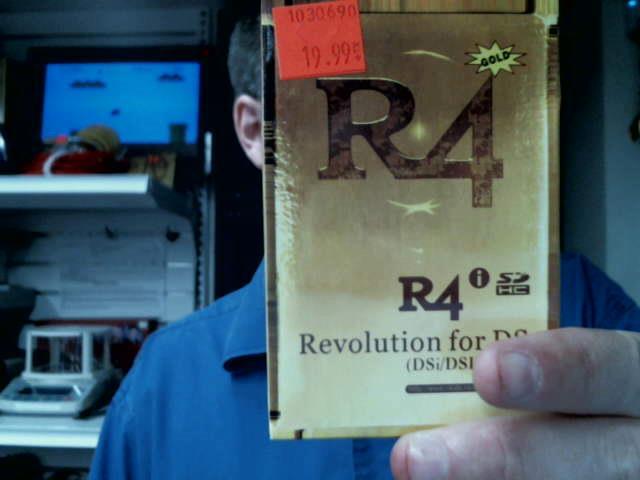 1030690
19.99
GOLD
R4
R4 i SD
HC
Revolution for DS
(DSi/DSL